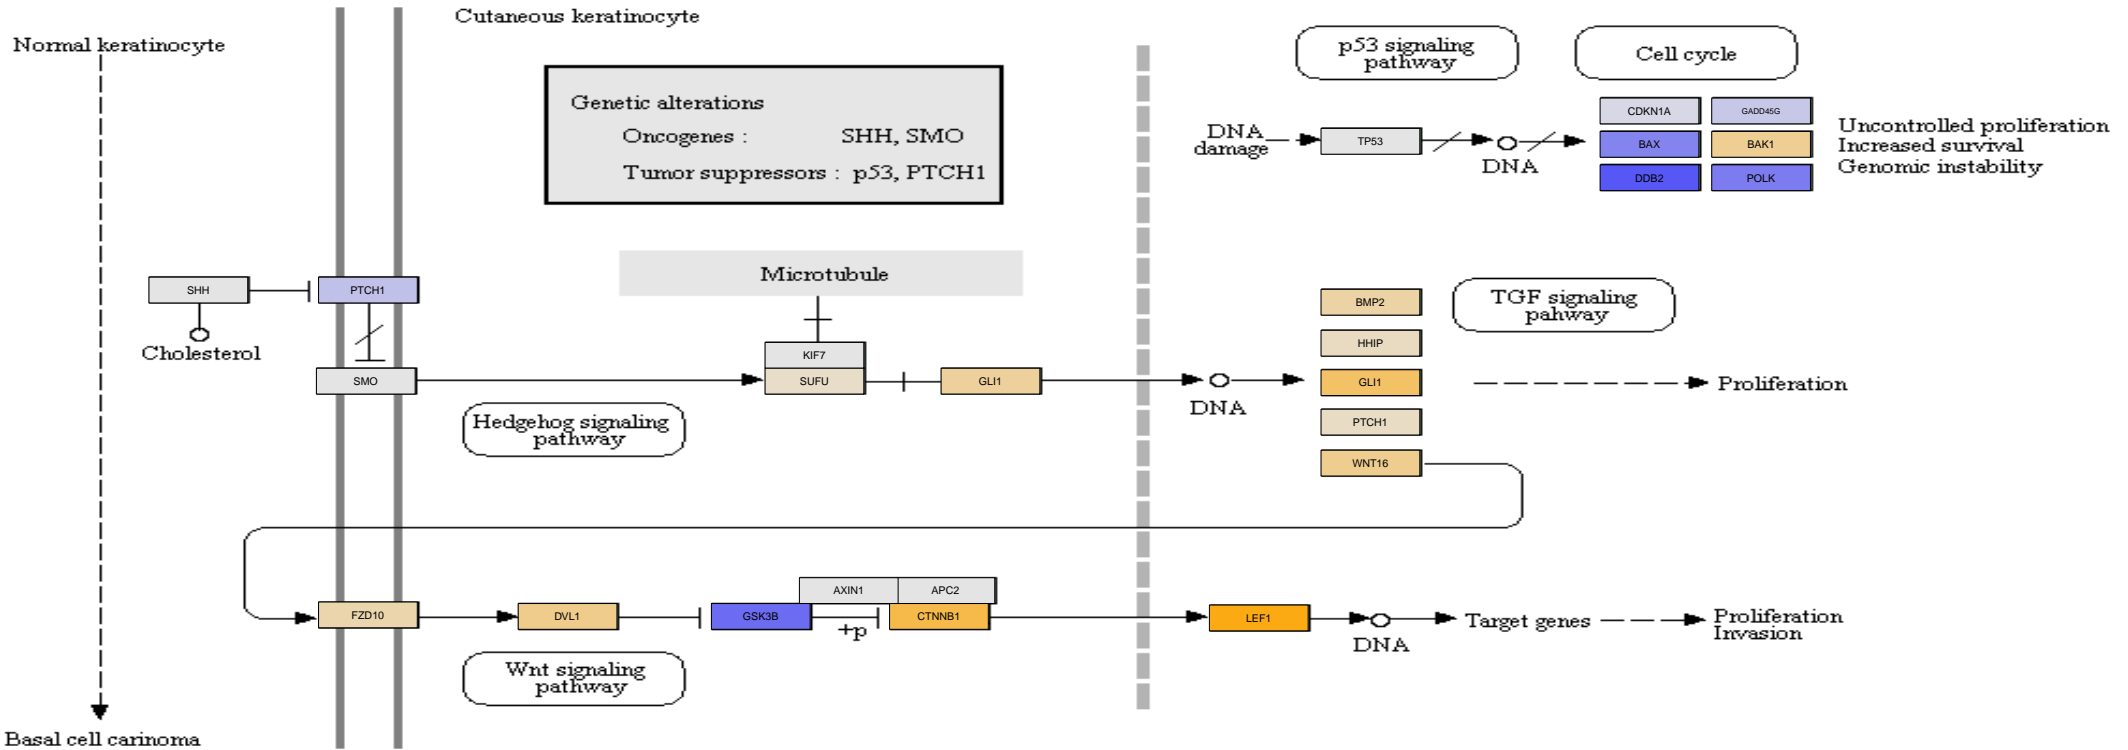 Cutaneous keratinocyte
Normal keratinocyte
Genetic alterations
Oncogenes : SHH, SMO
Tumor suppressors : p53, PTCH1
p53 signaling
pathway
Cell cycle
DNA
damage
TP53
DNA
CDKN1A
GADD45G
BAX
BAK1
DDB2
POLK
Uncontrolled proliferation
Increased survival
Genomic instability
SHH
PTCH1
Cholesterol
SMO
Microtubule
KIF7
SUFU
GLI1
Hedgehog signaling
pathway
DNA
BMP2
HHIP
GLI1
PTCH1
WNT16
TGF signaling
pahway
Proliferation
FZD10
DVL1
GSK3B
AXIN1
APC2
CTNNB1
+p
LEF1
DNA
Target genes
Proliferation
Invasion
Wnt signaling
pathway
Basal cell carinoma